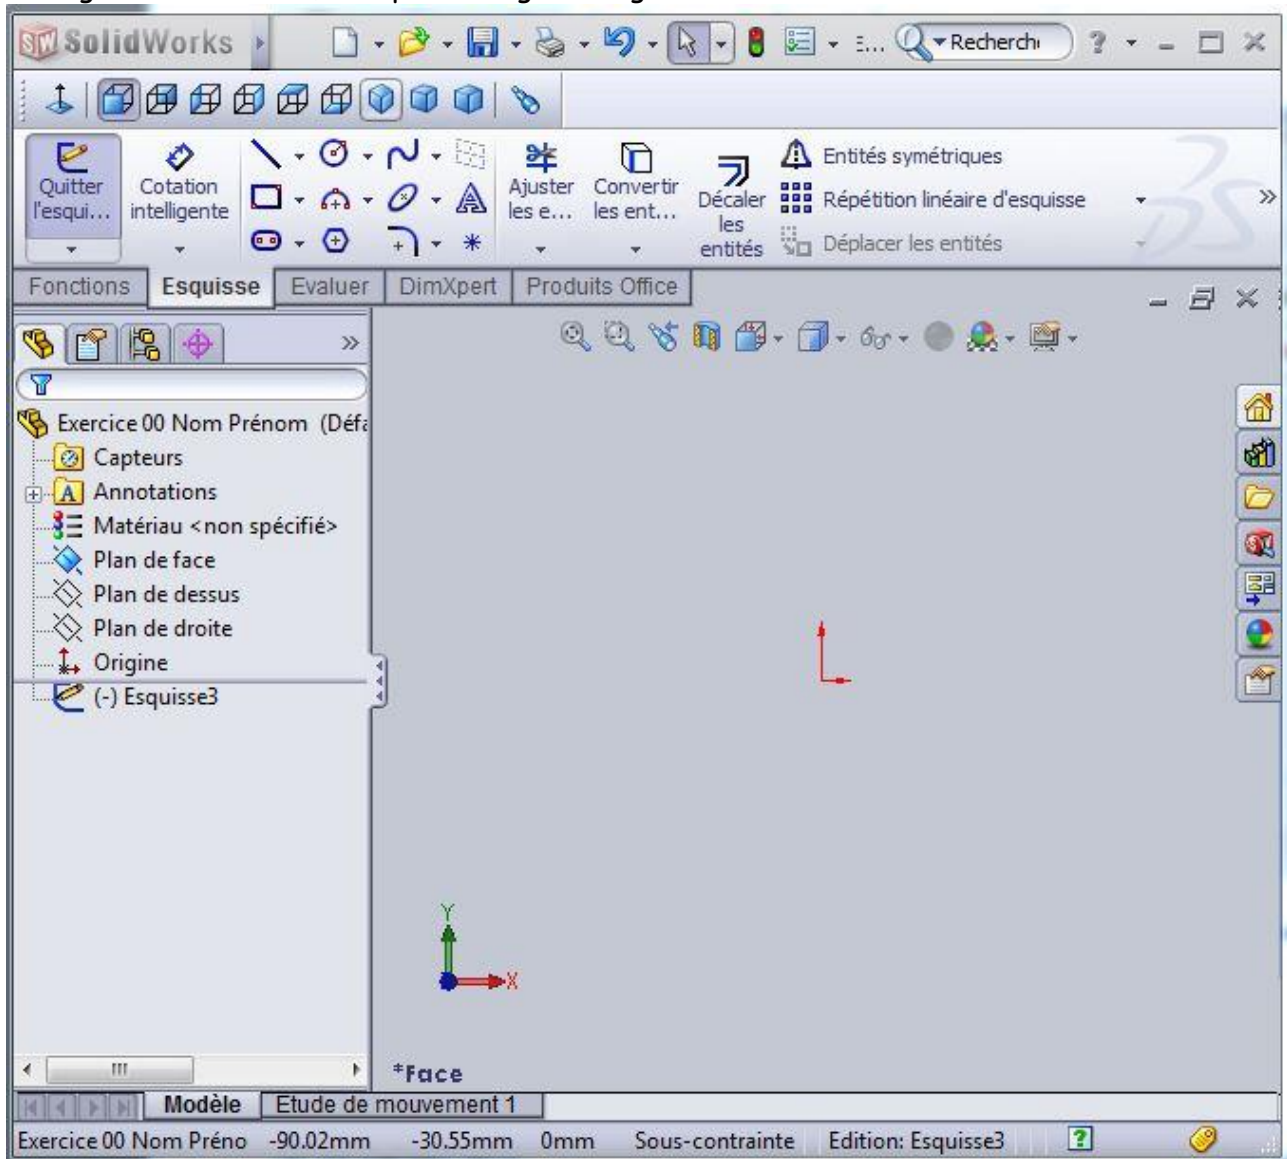 SolidWorks
E...
Recherch
?
Quitter l'esqui...
Cotation intelligente
Ajuster les e...
Convertir les ent...
Décaler les entités
Entités symétriques
Répétition linéaire d'esquisse
Déplacer les entités
Fonctions Esquisse Evaluer DimXpert Produits Office
Exercice 00 Nom Prénom (Défa
Capteurs
Annotations
Matériau <non spécifié>
Plan de face
Plan de dessus
Plan de droite
Origine
(-) Esquisse3
Y
X
*Face
Modèle Etude de mouvement 1
Exercice 00 Nom Préno -90.02mm -30.55mm 0mm Sous-contrainte Edition: Esquisse3